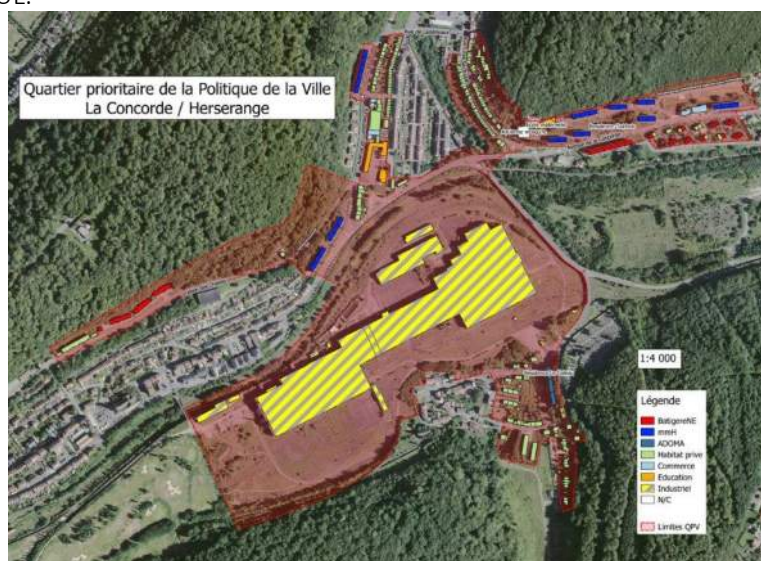 Quartier prioritaire de la Politique de la Ville
La Concorde / Herserange
1:4 000
Légende
BatigereNE
mmH
ADOMA
Habitat prive
Commerce
Education
Industriel
N/C
Limites QPV